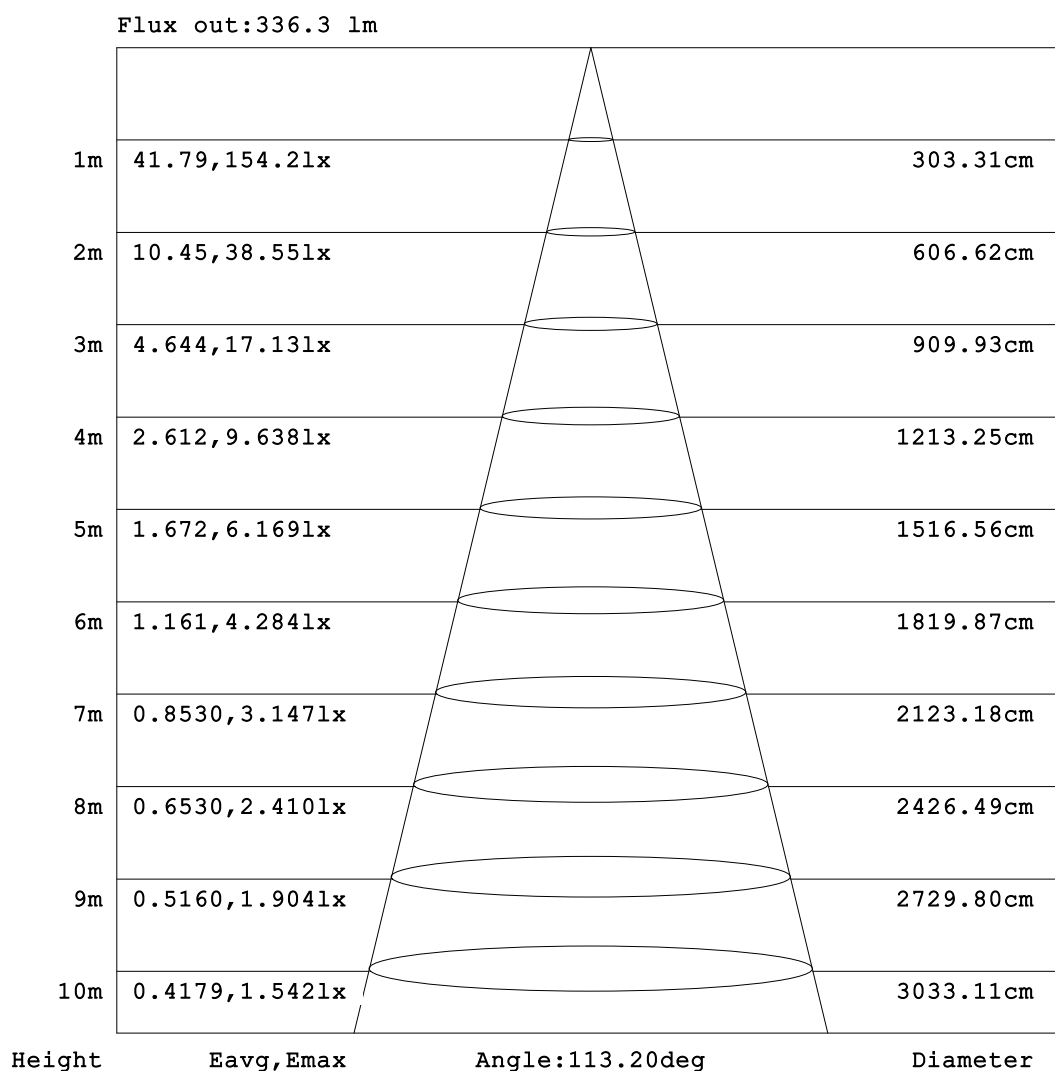 Flux out:336.3 lm
1m 41.79,154.2lx 303.31cm
2m 10.45,38.55lx 606.62cm
3m 4.644,17.13lx 909.93cm
4m 2.612,9.638lx 1213.25cm
5m 1.672,6.169lx 1516.56cm
6m 1.161,4.284lx 1819.87cm
7m 0.8530,3.147lx 2123.18cm
8m 0.6530,2.410lx 2426.49cm
9m 0.5160,1.904lx 2729.80cm
10m 0.4179,1.542lx 3033.11cm
Height Eavg,Emax Angle:113.20deg Diameter